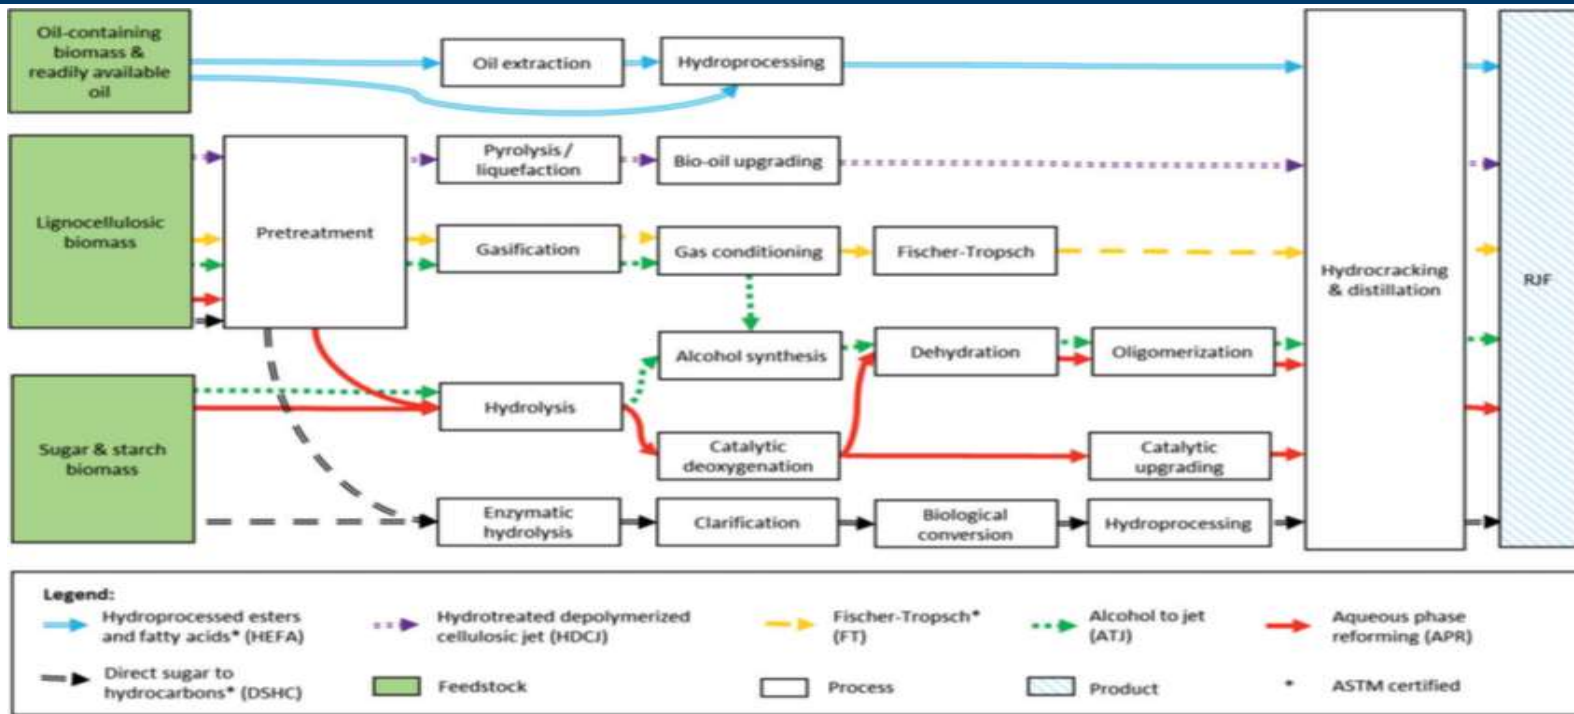 Oil-containing
biomass &
readily available
oil
Oil extraction
Hydroprocessing
Lignocellulosic
biomass
Pretreatment
Pyrolysis /
liquefaction
Bio-oil upgrading
Gasification
Gas conditioning
Fischer-Tropsch
Hydrocracking
& distillation
RJF
Alcohol synthesis
Dehydration
Oligomerization
Sugar & starch
biomass
Hydrolysis
Catalytic
deoxygenation
Catalytic
upgrading
Enzymatic
hydrolysis
Clarification
Biological
conversion
Hydroprocessing
Legend:
Hydroprocessed esters
and fatty acids* (HEFA)
Hydrotreated depolymerized
cellulosic jet (HDCJ)
Fischer-Tropsch*
(FT)
Alcohol to jet
(ATJ)
Aqueous phase
reforming (APR)
Direct sugar to
hydrocarbons* (DSHC)
Feedstock
Process
Product
* ASTM certified